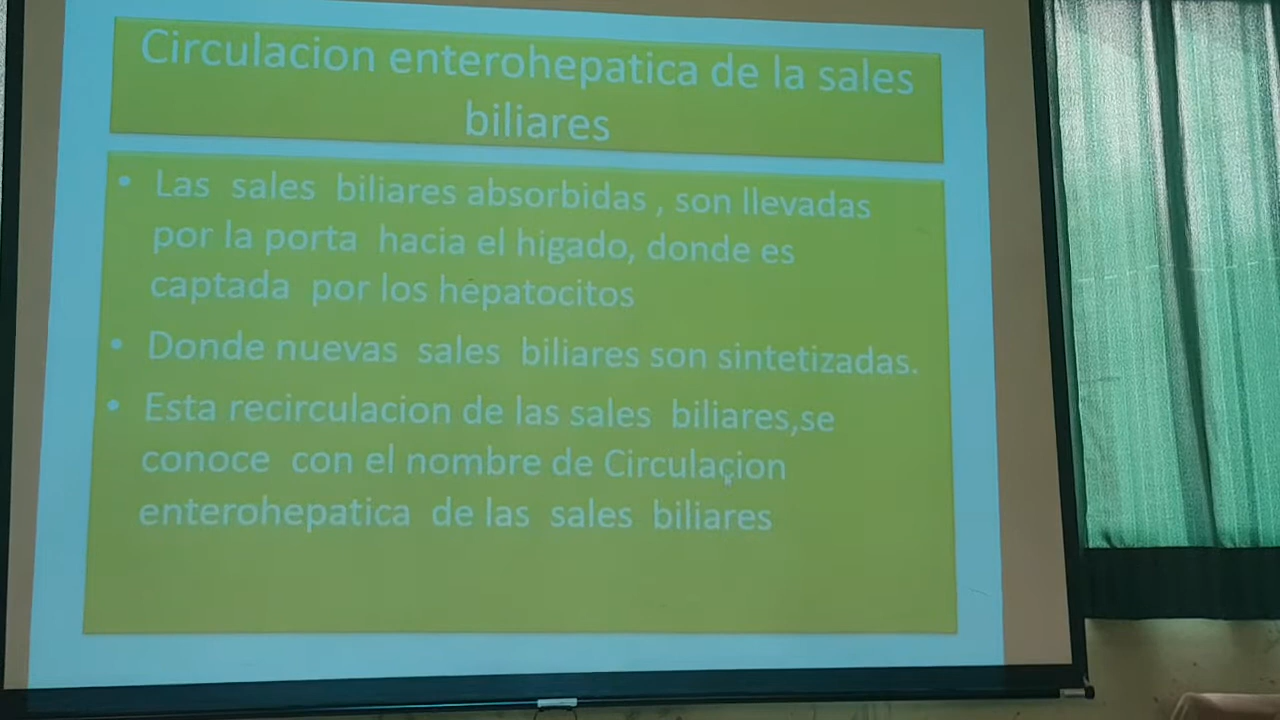 Circulacion enterohepatica de la sales
biliares
• Las sales biliares absorbidas , son llevadas
por la porta hacia el higado, donde es
captada por los hepatocitos
• Donde nuevas sales biliares son sintetizadas.
• Esta recirculacion de las sales biliares,se
conoce con el nombre de Circulacion
enterohepatica de las sales biliares